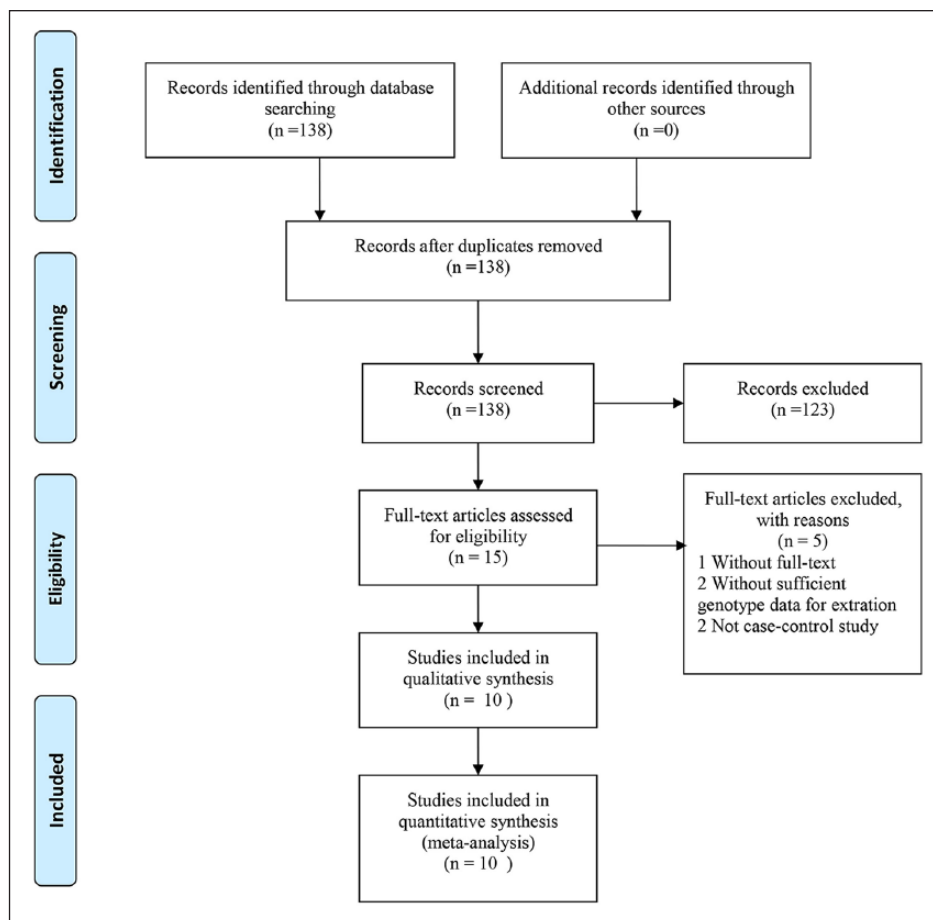 Identification
Records identified through database
searching
(n =138)
Additional records identified through
other sources
(n =0)
Records after duplicates removed
(n =138)
Screening
Records screened
(n =138)
Records excluded
(n =123)
Eligibility
Full-text articles assessed
for eligibility
(n = 15)
Full-text articles excluded,
with reasons
(n = 5)
1 Without full-text
2 Without sufficient
genotype data for extration
2 Not case-control study
Studies included in
qualitative synthesis
(n = 10 )
Included
Studies included in
quantitative synthesis
(meta-analysis)
(n = 10 )